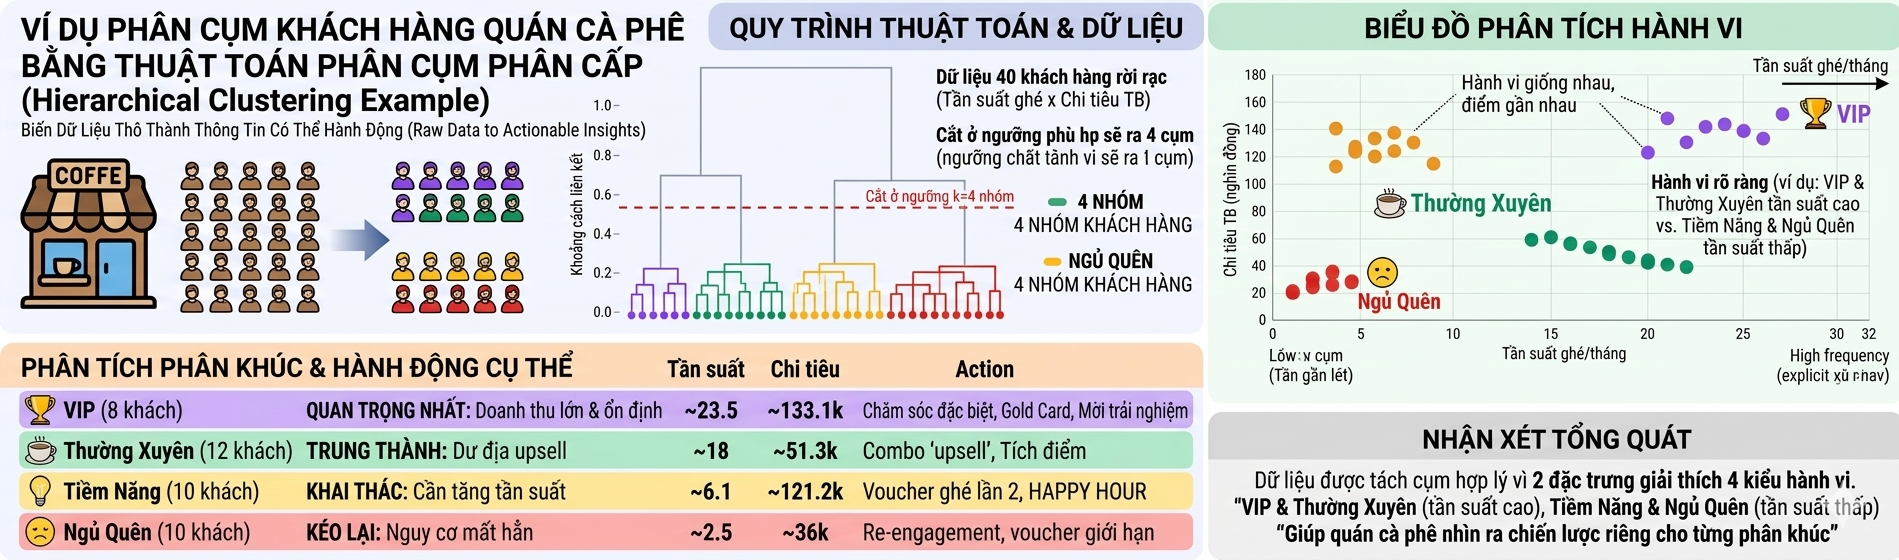 VÍ DỤ PHÂN CỤM KHÁCH HÀNG QUÁN CÀ PHÊ
BẰNG THUẬT TOÁN PHÂN CỤM PHÂN CẤP
(Hierarchical Clustering Example)
Biến Dữ Liệu Thô Thành Thông Tin Có Thể Hành Động (Raw Data to Actionable Insights)
COFFE
QUY TRÌNH THUẬT TOÁN & DỮ LIỆU
Khoảng cách liên kết
1.0
0.8
0.6
0.4
0.2
0.0
Dữ liệu 40 khách hàng rời rạc
(Tần suất ghé x Chi tiêu TB)
Cắt ở ngưỡng phù hp sẽ ra 4 cụm
(ngưỡng chất tành vi sẽ ra 1 cụm)
Cắt ở ngưỡng k=4 nhóm
4 NHÓM
4 NHÓM KHÁCH HÀNG
NGỦ QUÊN
4 NHÓM KHÁCH HÀNG
BIỂU ĐỒ PHÂN TÍCH HÀNH VI
Tần suất ghé/tháng
Chi tiêu TB (nghìn đồng)
180
160
140
120
100
80
60
40
20
0
Hành vi giống nhau,
điểm gần nhau
VIP
Hành vi rõ ràng (ví dụ: VIP &
Thường Xuyên tần suất cao
vs. Tiềm Năng & Ngủ Quên
tần suất thấp)
Thường Xuyên
Ngủ Quên
0 5 10 15 20 25 30 32
Tần suất ghé/tháng
cụm
(Tần gần lét)
High frequency
(explicit
PHÂN TÍCH PHÂN KHÚC & HÀNH ĐỘNG CỤ THỂ Tần suất Chi tiêu Action
VIP (8 khách) QUAN TRỌNG NHẤT: Doanh thu lớn & ổn định ~23.5 ~133.1k Chăm sóc đặc biệt, Gold Card, Mời trải nghiệm
Thường Xuyên (12 khách) TRUNG THÀNH: Dư địa upsell ~18 ~51.3k Combo ‘upsell’, Tích điểm
Tiềm Năng (10 khách) KHAI THÁC: Cần tăng tần suất ~6.1 ~121.2k Voucher ghé lần 2, HAPPY HOUR
Ngủ Quên (10 khách) KÉO LẠI: Nguy cơ mất hẳn ~2.5 ~36k Re-engagement, voucher giới hạn
NHẬN XÉT TỔNG QUÁT
Dữ liệu được tách cụm hợp lý vì 2 đặc trưng giải thích 4 kiểu hành vi.
“VIP & Thường Xuyên (tần suất cao), Tiềm Năng & Ngủ Quên (tần suất thấp)
“Giúp quán cà phê nhìn ra chiến lược riêng cho từng phân khúc”